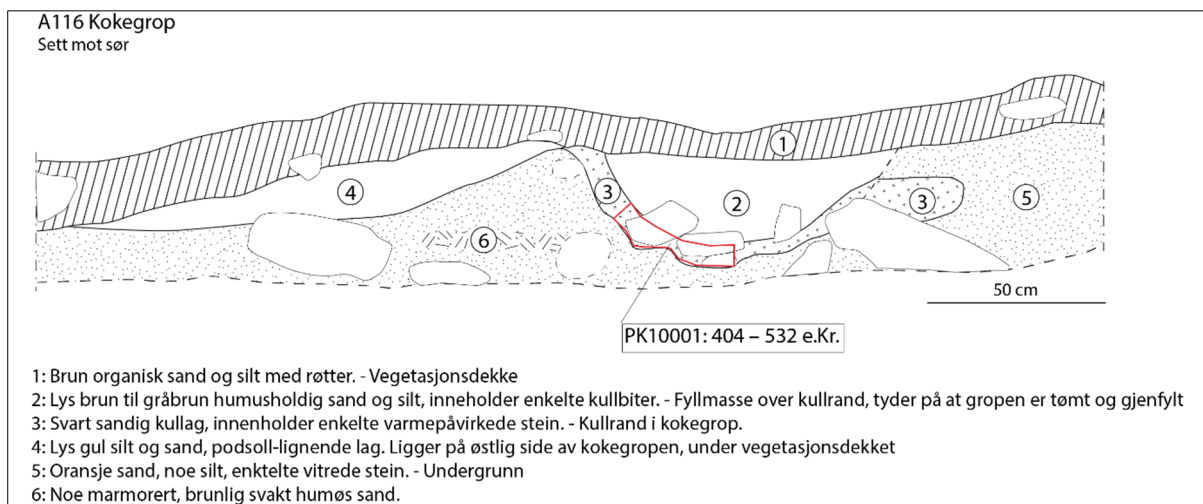 A116 Kokegrop
Sett mot sør
1
4
3
2
3
5
6
50 cm
PK10001: 404 – 532 e.Kr.
1: Brun organisk sand og silt med røtter. - Vegetasjonsdekke
2: Lys brun til gråbrun humusholdig sand og silt, inneholder enkelte kullbiter. - Fyllmasse over kullrand, tyder på at gropen er tømt og gjenfylt
3: Svart sandig kullag, innenholder enkelte varmepåvirkede stein. - Kullrand i kokegrop.
4: Lys gul silt og sand, podsoll-lignende lag. Ligger på østlig side av kokegropen, under vegetasjonsdekket
5: Oransje sand, noe silt, enktelte vitrede stein. - Undergrunn
6: Noe marmorert, brunlig svakt humøs sand.